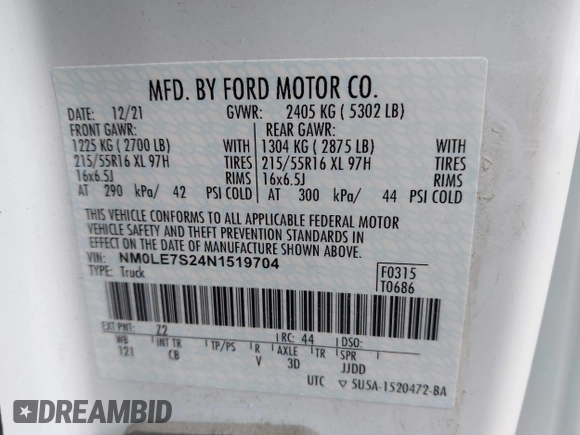 MFD. BY FORD MOTOR CO.
DATE: 12/21 GVWR: 2405 KG ( 5302 LB)
FRONT GAWR: REAR GAWR:
1225 KG ( 2700 LB) WITH 1304 KG ( 2875 LB) WITH
215/55R16 XL 97H TIRES 215/55R16 XL 97H TIRES
16x6.5J RIMS 16x6.5J RIMS
AT 290 kPa/ 42 PSI COLD AT 300 kPa/ 44 PSI COLD
THIS VEHICLE CONFORMS TO ALL APPLICABLE FEDERAL MOTOR
VEHICLE SAFETY AND THEFT PREVENTION STANDARDS IN
EFFECT ON THE DATE OF MANUFACTURE SHOWN ABOVE.
VIN: NM0LE7S24N1519704
TYPE: Truck
F0315
T0686
EXT PNT: Z2 RC: 44 DSO:
WB INT TR TP/PS R AXLE TR SPR
121 CB V 3D JJDD
UTC 5U5A-1520472-BA
DREAMBID